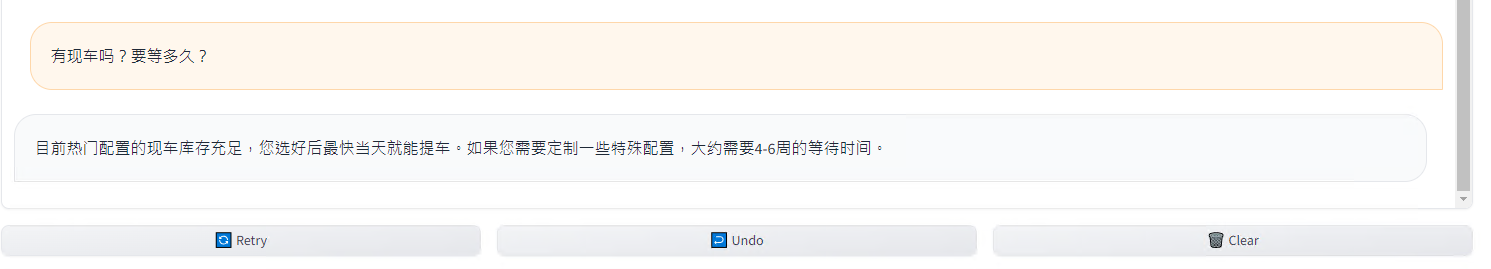 有现车吗？要等多久？
目前热门配置的现车库存充足，您选好后最快当天就能提车。如果您需要定制一些特殊配置，大约需要4-6周的等待时间。
Retry
Undo
Clear